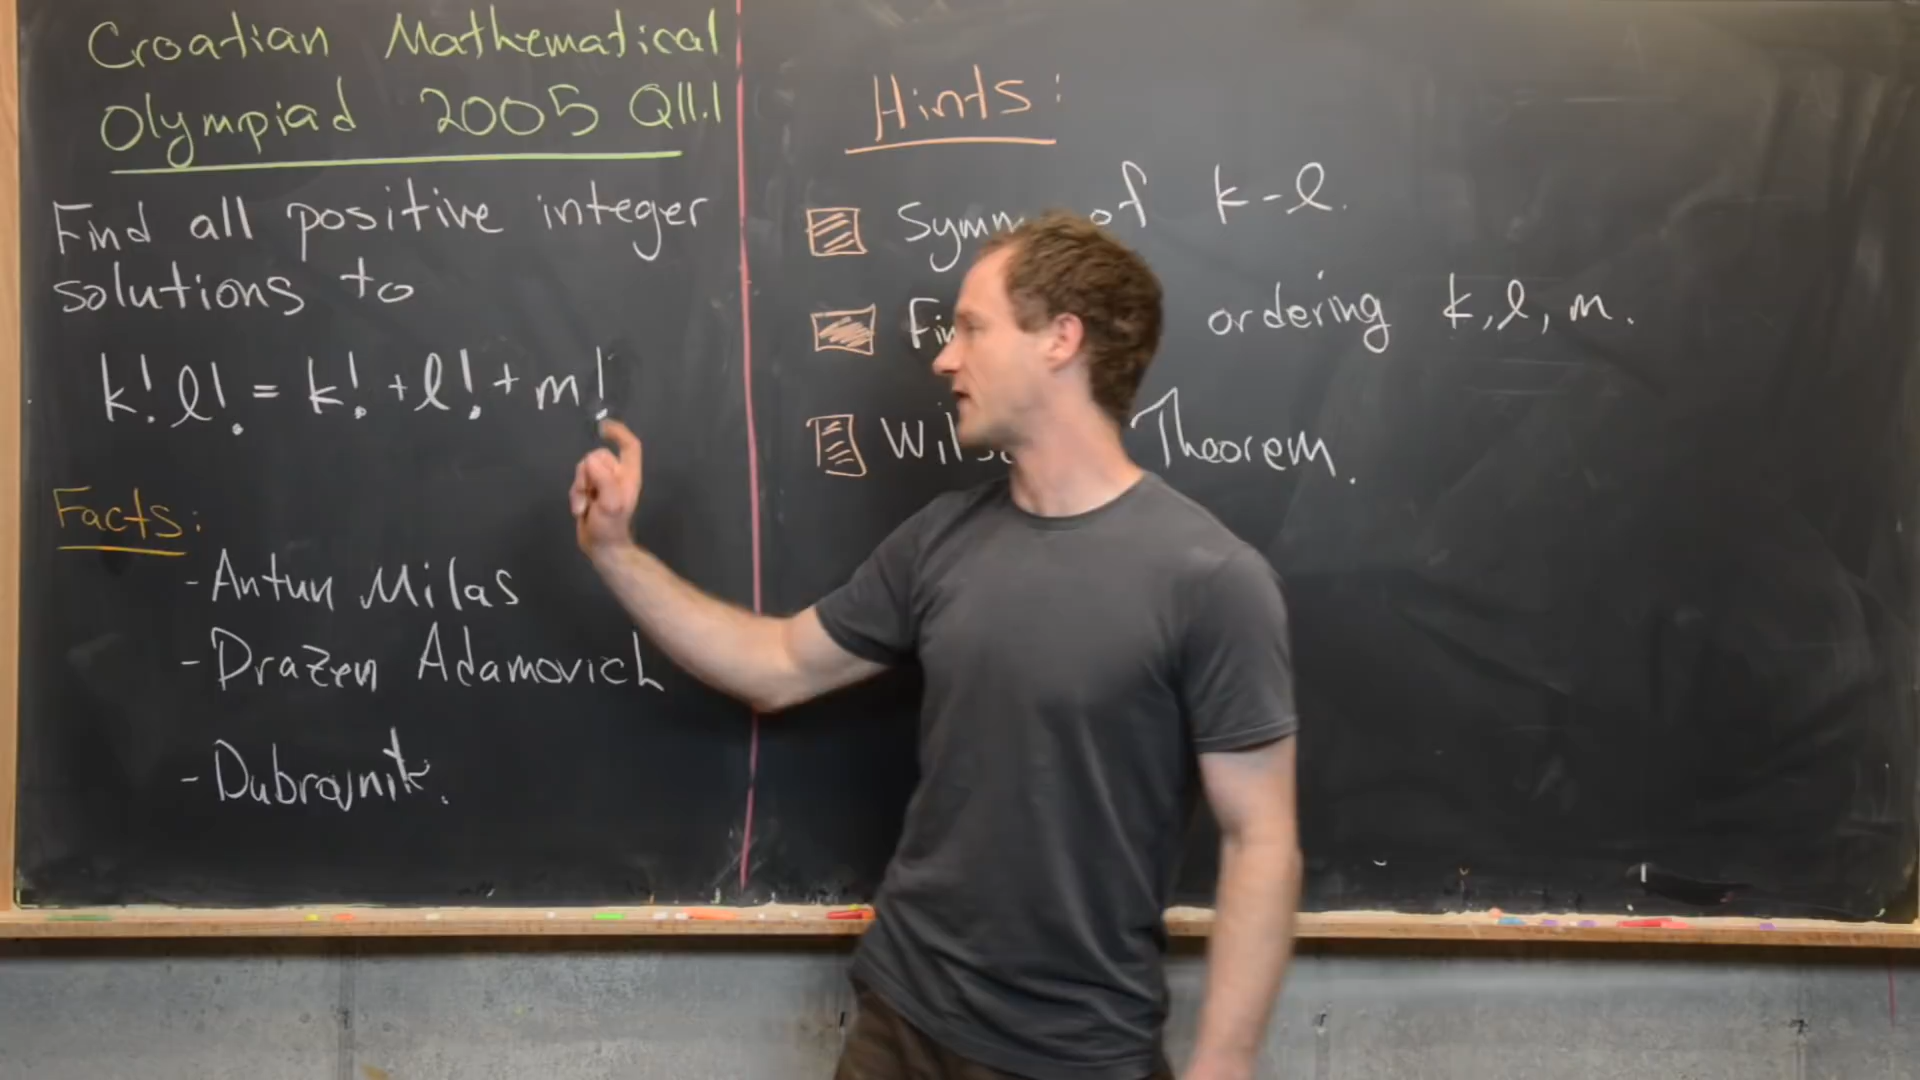 Croatian Mathematical
Olympiad 2005 Q11.1
Find all positive integer
solutions to
k! l! = k! + l! + m!
Facts:
- Antun Milas
- Drazen Adamovich
- Dubrovnik.
Hints:
of k-l.
ordering k, l, m.
Theorem.